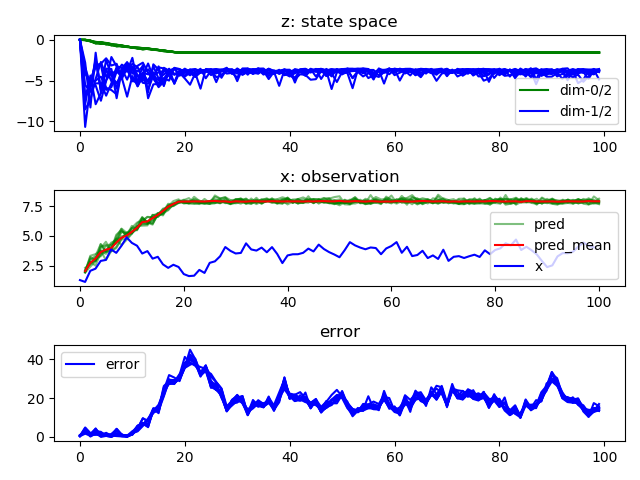 z: state space
0
−5
−10
dim-0/2
dim-1/2
0 20 40 60 80 100
x: observation
7.5
5.0
2.5
pred
pred_mean
x
0 20 40 60 80 100
error
40
20
0
error
0 20 40 60 80 100